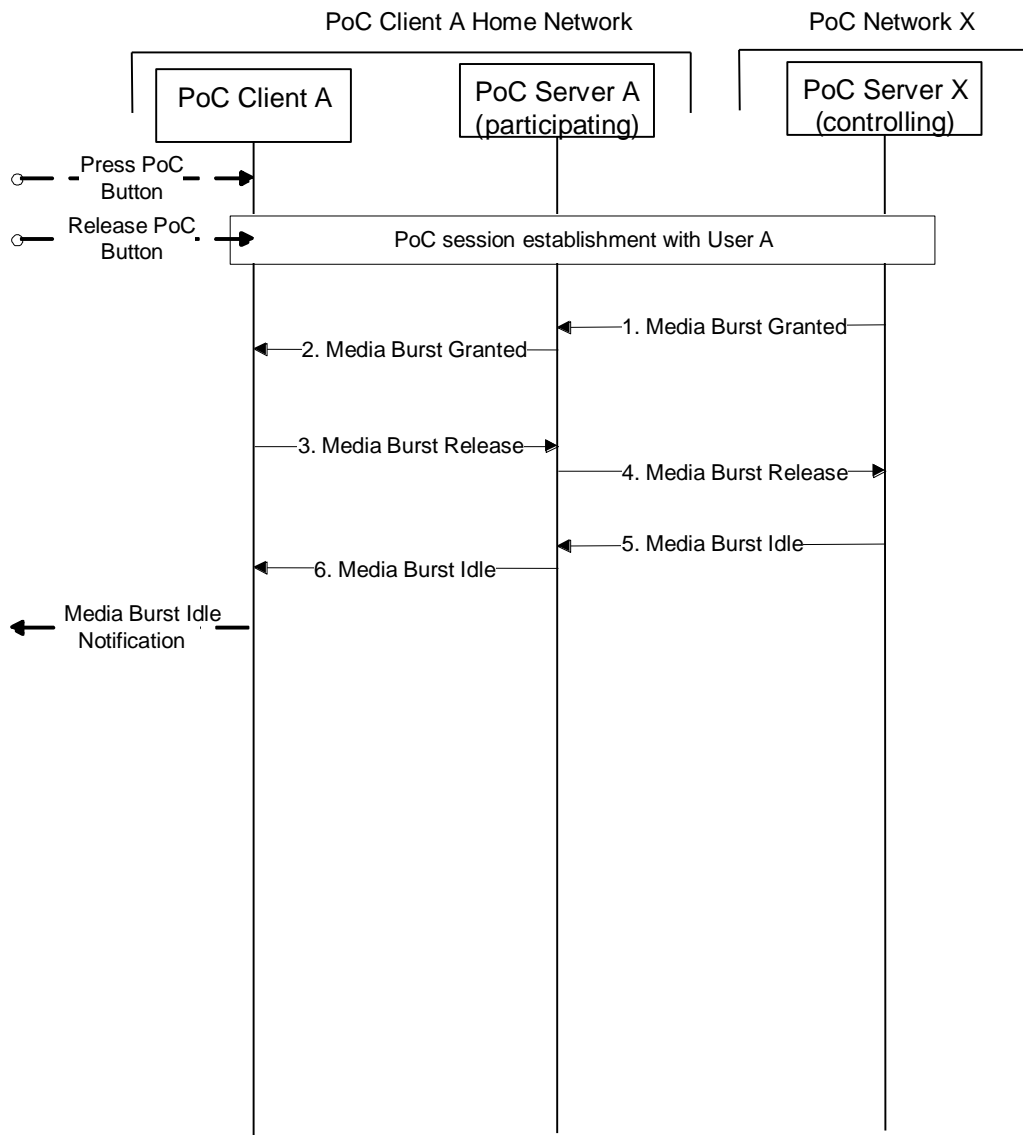 PoC Client A Home Network
PoC Network X
PoC Client A
PoC Server A
(participating)
PoC Server X
(controlling)
Press PoC
Button
Release PoC
Button
PoC session establishment with User A
1. Media Burst Granted
2. Media Burst Granted
3. Media Burst Release
4. Media Burst Release
5. Media Burst Idle
6. Media Burst Idle
Media Burst Idle
Notification